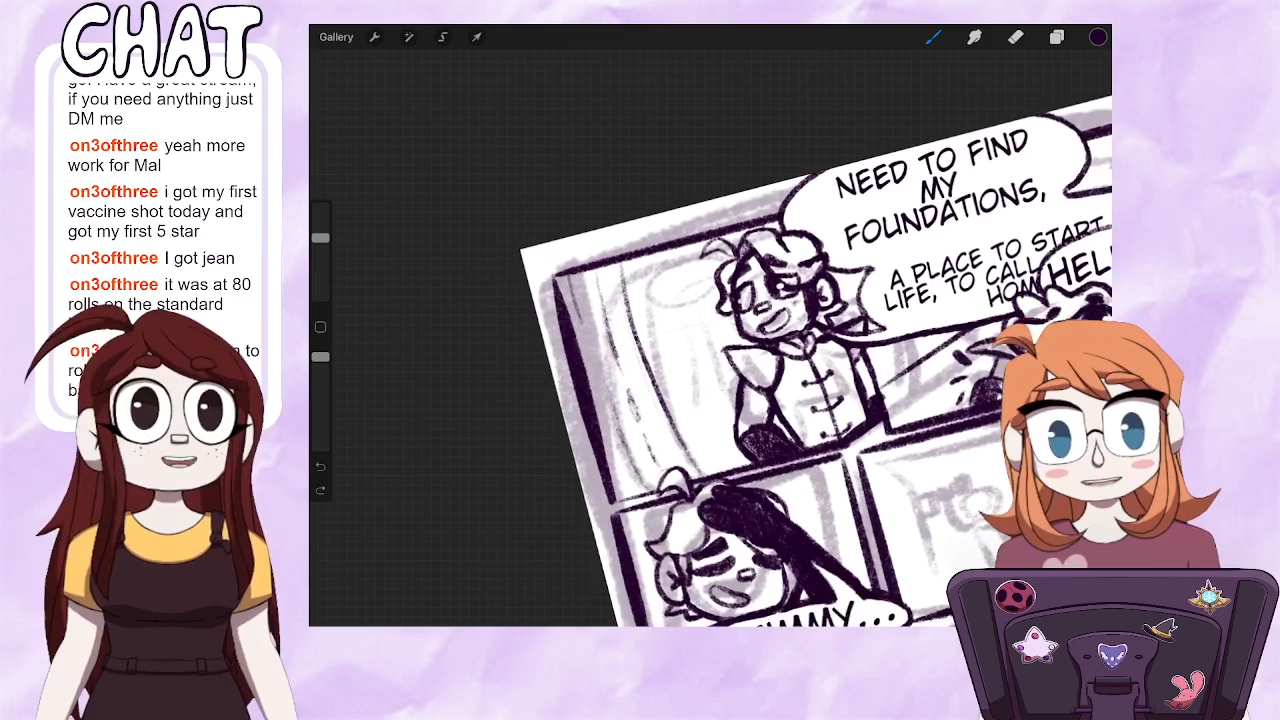 CHAT
if you need anything just
DM me
on3ofthree yeah more
work for Mal
on3ofthree i got my first
vaccine shot today and
got my first 5 star
on3ofthree I got jean
on3ofthree it was at 80
rolls on the standard
Gallery
NEED TO FIND
MY
FOUNDATIONS,
A PLACE TO START
LIFE, TO CALL